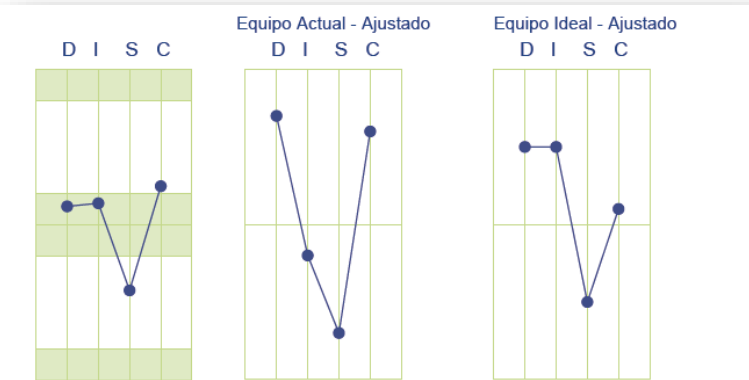 Equipo Actual - Ajustado
Equipo Ideal - Ajustado
D I S C
D I S C
D I S C